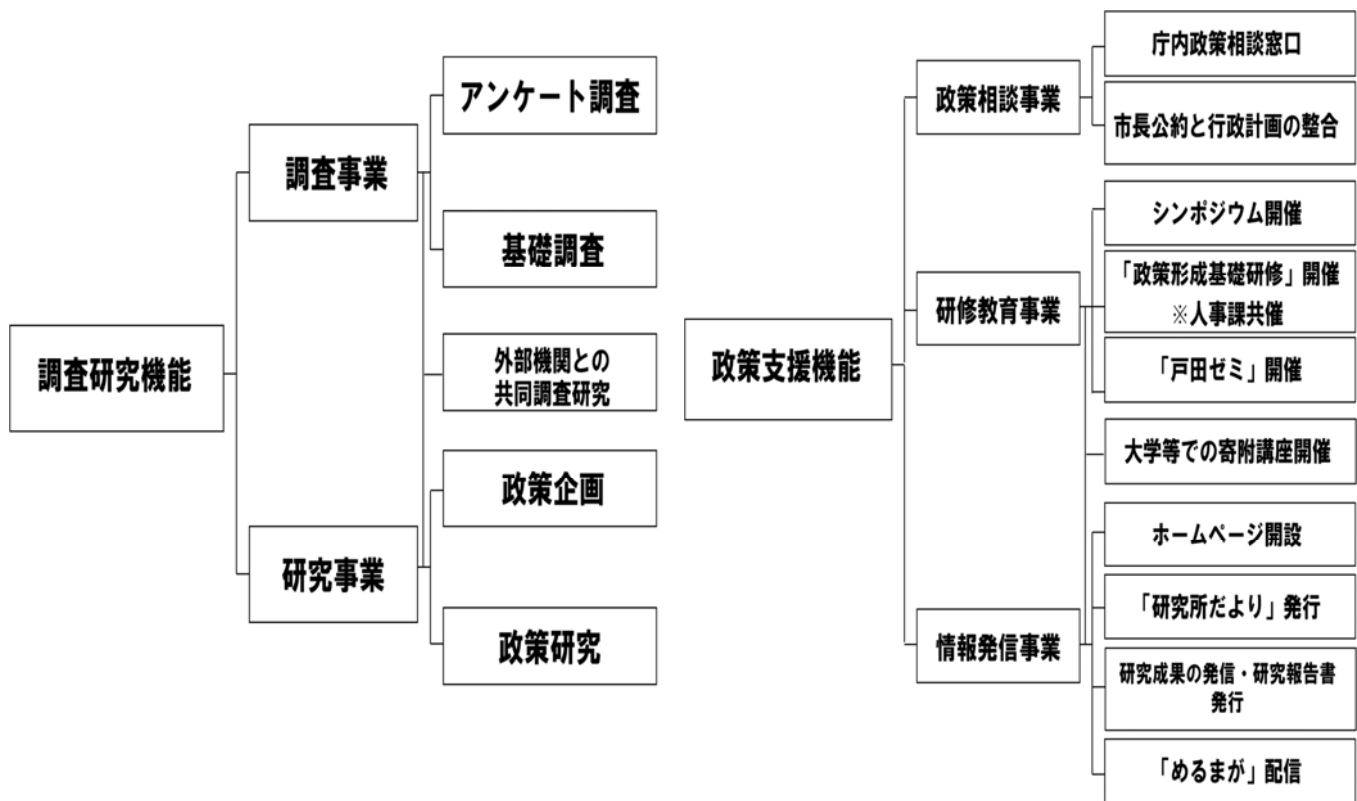 調査研究機能
調査事業
アンケート調査
基礎調査
外部機関との
共同調査研究
研究事業
政策企画
政策研究
政策支援機能
政策相談事業
庁内政策相談窓口
市長公約と行政計画の整合
研修教育事業
シンポジウム開催
「政策形成基礎研修」開催
※人事課共催
「戸田ゼミ」開催
大学等での寄附講座開催
情報発信事業
ホームページ開設
「研究所だより」発行
研究成果の発信・研究報告書
発行
「めるまが」配信